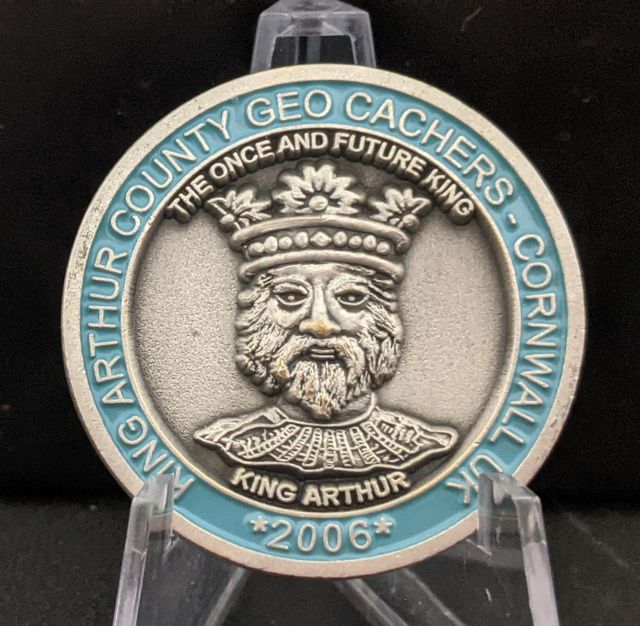 KING ARTHUR COUNTY GEO CACHERS - CORNWALL UK
THE ONCE AND FUTURE KING
KING ARTHUR
*2006*